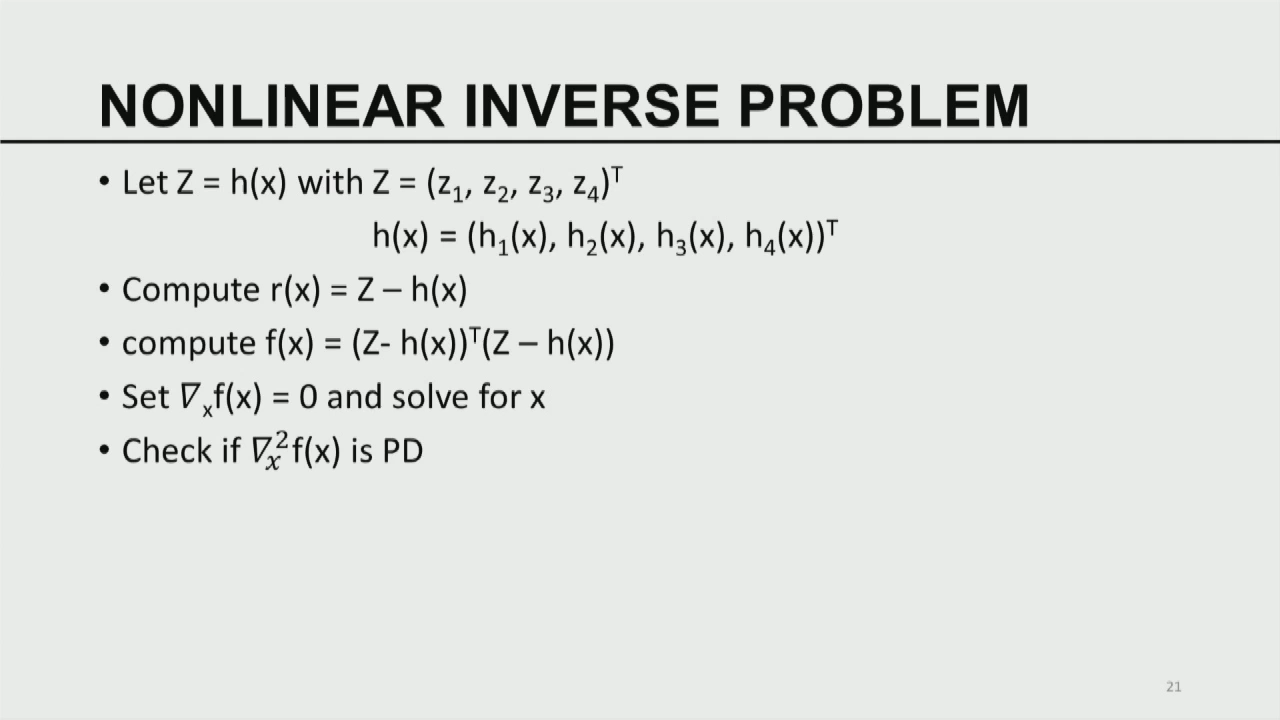 NONLINEAR INVERSE PROBLEM
• Let Z = h(x) with Z = (z₁, z₂, z₃, z₄)ᵀ
h(x) = (h₁(x), h₂(x), h₃(x), h₄(x))ᵀ
• Compute r(x) = Z – h(x)
• compute f(x) = (Z- h(x))ᵀ(Z – h(x))
• Set ∇ₓf(x) = 0 and solve for x
• Check if ∇ₓ²f(x) is PD
21